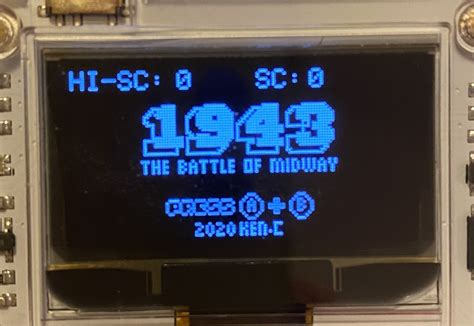 HI-SC: 0 SC: 0
1943
THE BATTLE OF MIDWAY
PRESS A + B
2020 KEN.C